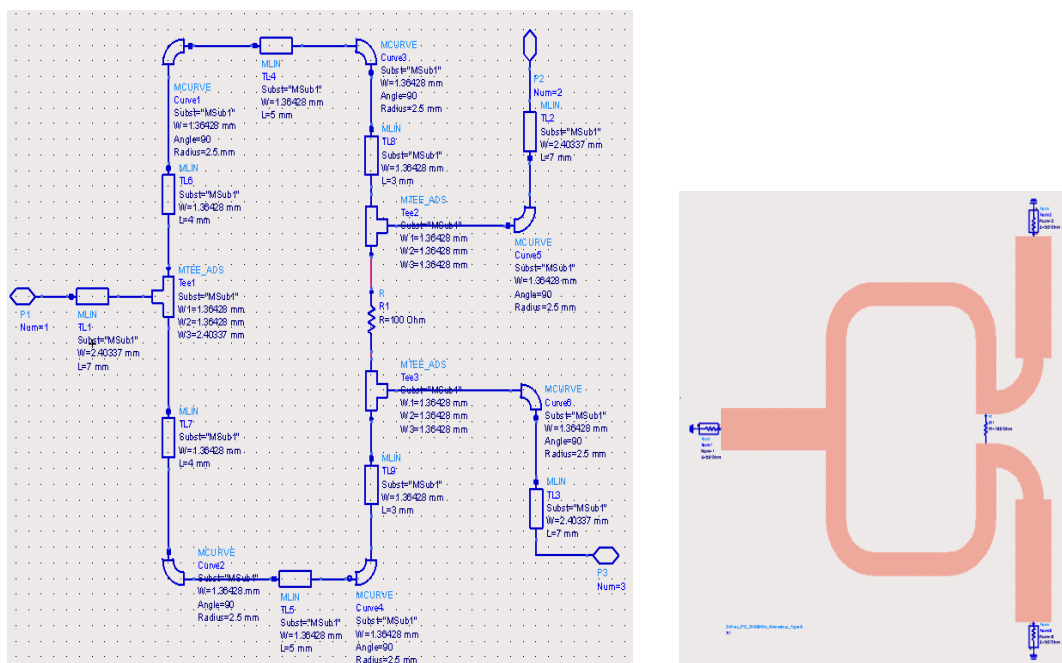 MLIN
TL4
Subst="MSub1"
W=1.36428 mm
L=5 mm
MCURVE
Curve3
Subst="MSub1"
W=1.36428 mm
Angle=90
Radius=2.5 mm
P2
Num=2
MCURVE
Curve1
Subst="MSub1"
W=1.36428 mm
Angle=90
Radius=2.5 mm
MLIN
TL2
Subst="MSub1"
W=2.40337 mm
L=7 mm
MLIN
TL8
Subst="MSub1"
W=1.36428 mm
L=3 mm
MLIN
TL6
Subst="MSub1"
W=1.36428 mm
L=4 mm
MTEE_ADS
Tee2
Subst="MSub1"
W1=1.36428 mm
W2=1.36428 mm
W3=1.36428 mm
MCURVE
Curve5
Subst="MSub1"
W=1.36428 mm
Angle=90
Radius=2.5 mm
MTEE_ADS
Tee1
Subst="MSub1"
W1=1.36428 mm
W2=1.36428 mm
W3=2.40337 mm
P1
Num=1
MLIN
TL1
Subst="MSub1"
W=2.40337 mm
L=7 mm
R
R1
R=100 Ohm
MTEE_ADS
Tee3
Subst="MSub1"
W1=1.36428 mm
W2=1.36428 mm
W3=1.36428 mm
MCURVE
Curve6
Subst="MSub1"
W=1.36428 mm
Angle=90
Radius=2.5 mm
MLIN
TL7
Subst="MSub1"
W=1.36428 mm
L=4 mm
MLIN
TL9
Subst="MSub1"
W=1.36428 mm
L=3 mm
MLIN
TL3
Subst="MSub1"
W=2.40337 mm
L=7 mm
MCURVE
Curve2
Subst="MSub1"
W=1.36428 mm
Angle=90
Radius=2.5 mm
MLIN
TL5
Subst="MSub1"
W=1.36428 mm
L=5 mm
MCURVE
Curve4
Subst="MSub1"
W=1.36428 mm
Angle=90
Radius=2.5 mm
P3
Num=3